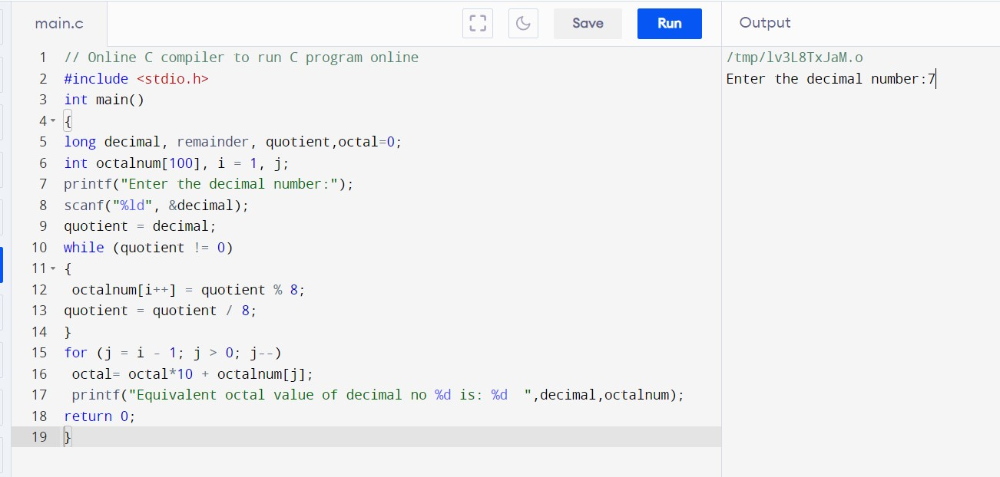 main.c
Save
Run
Output
1 // Online C compiler to run C program online
2 #include <stdio.h>
3 int main()
4 {
5 long decimal, remainder, quotient,octal=0;
6 int octalnum[100], i = 1, j;
7 printf("Enter the decimal number:");
8 scanf("%ld", &decimal);
9 quotient = decimal;
10 while (quotient != 0)
11 {
12  octalnum[i++] = quotient % 8;
13 quotient = quotient / 8;
14 }
15 for (j = i - 1; j > 0; j--)
16  octal= octal*10 + octalnum[j];
17  printf("Equivalent octal value of decimal no %d is: %d  ",decimal,octalnum);
18 return 0;
19 }
/tmp/lv3L8TxJaM.o
Enter the decimal number:7